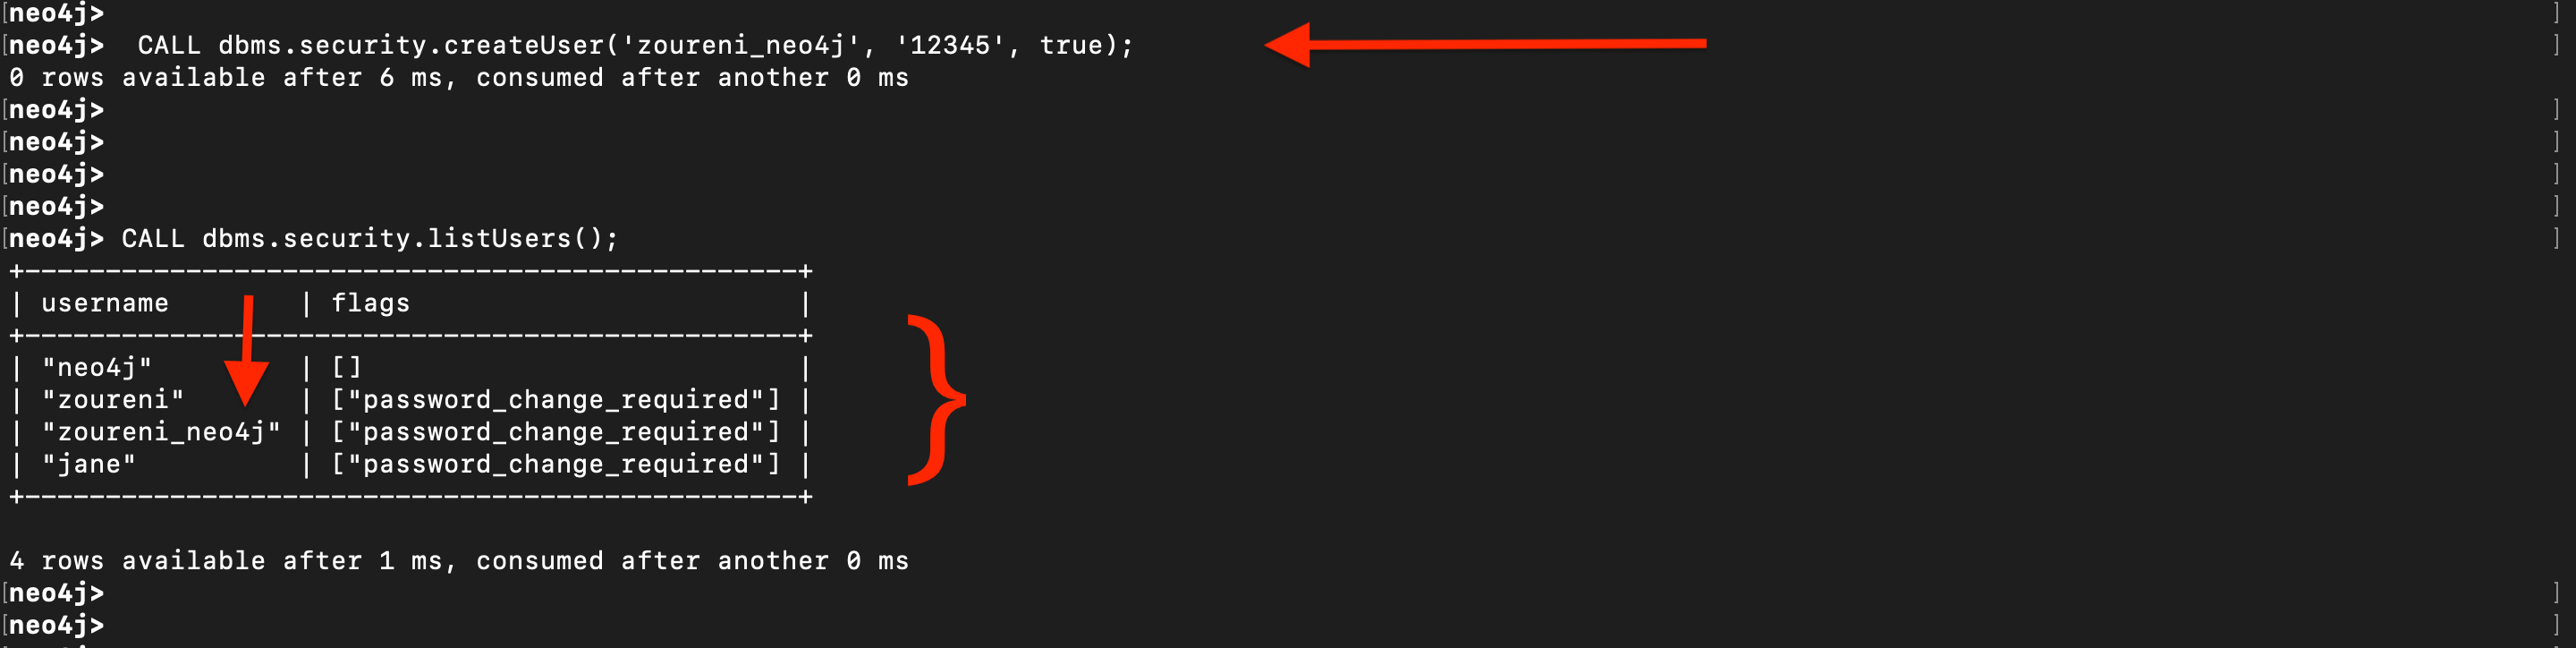 neo4j>
neo4j>  CALL dbms.security.createUser('zoureni_neo4j', '12345', true);
0 rows available after 6 ms, consumed after another 0 ms
neo4j>
neo4j>
neo4j>
neo4j>
neo4j> CALL dbms.security.listUsers();
+------------------------------------------------+
| username        | flags                        |
+------------------------------------------------+
| "neo4j"         | []                           |
| "zoureni"       | ["password_change_required"] |
| "zoureni_neo4j" | ["password_change_required"] |
| "jane"          | ["password_change_required"] |
+------------------------------------------------+
4 rows available after 1 ms, consumed after another 0 ms
neo4j>
neo4j>